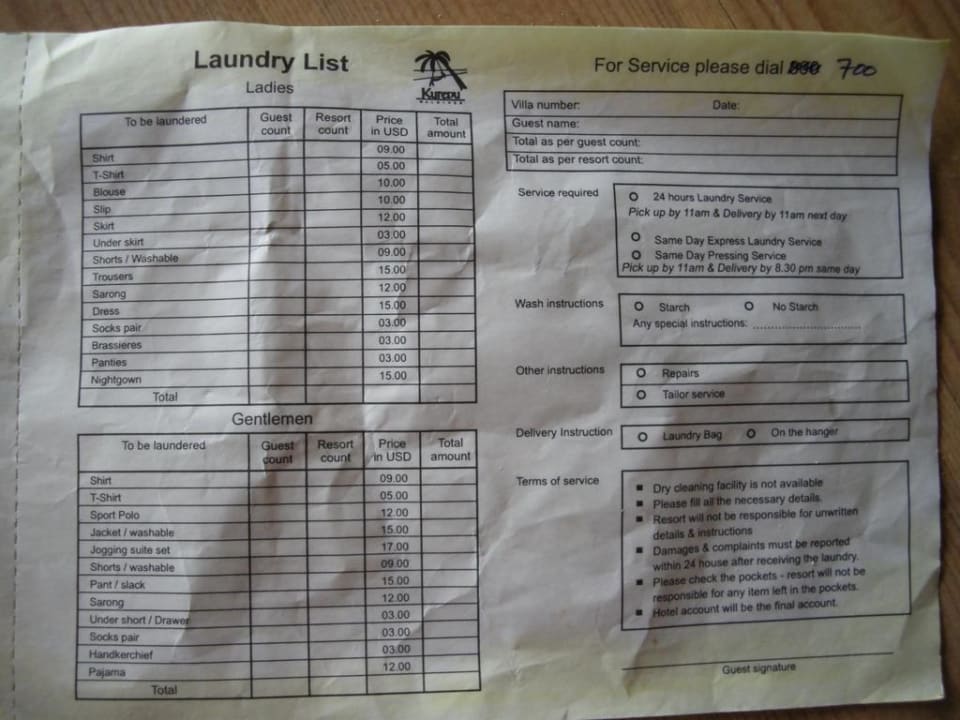 Laundry List
Ladies
Kuredu
MALDIVES
To be laundered Guest count Resort count Price in USD Total amount
Shirt 09.00
T-Shirt 05.00
Blouse 10.00
Slip 10.00
Skirt 12.00
Under skirt 03.00
Shorts / Washable 09.00
Trousers 15.00
Sarong 12.00
Dress 15.00
Socks pair 03.00
Brassieres 03.00
Panties 03.00
Nightgown 15.00
Total
Gentlemen
To be laundered Guest count Resort count Price in USD Total amount
Shirt 09.00
T-Shirt 05.00
Sport Polo 12.00
Jacket / washable 15.00
Jogging suite set 17.00
Shorts / washable 09.00
Pant / slack 15.00
Sarong 12.00
Under short / Drawer 03.00
Socks pair 03.00
Handkerchief 03.00
Pajama 12.00
Total
For Service please dial 700
Villa number: Date:
Guest name:
Total as per guest count:
Total as per resort count:
Service required
24 hours Laundry Service
Pick up by 11am & Delivery by 11am next day
Same Day Express Laundry Service
Same Day Pressing Service
Pick up by 11am & Delivery by 8.30 pm same day
Wash instructions
Starch No Starch
Any special instructions: ..............................
Other instructions
Repairs
Tailor service
Delivery Instruction
Laundry Bag On the hanger
Terms of service
Dry cleaning facility is not available
Please fill all the necessary details.
Resort will not be responsible for unwritten
details & instructions
Damages & complaints must be reported
within 24 house after receiving the laundry.
Please check the pockets - resort will not be
responsible for any item left in the pockets.
Hotel account will be the final account.
Guest signature